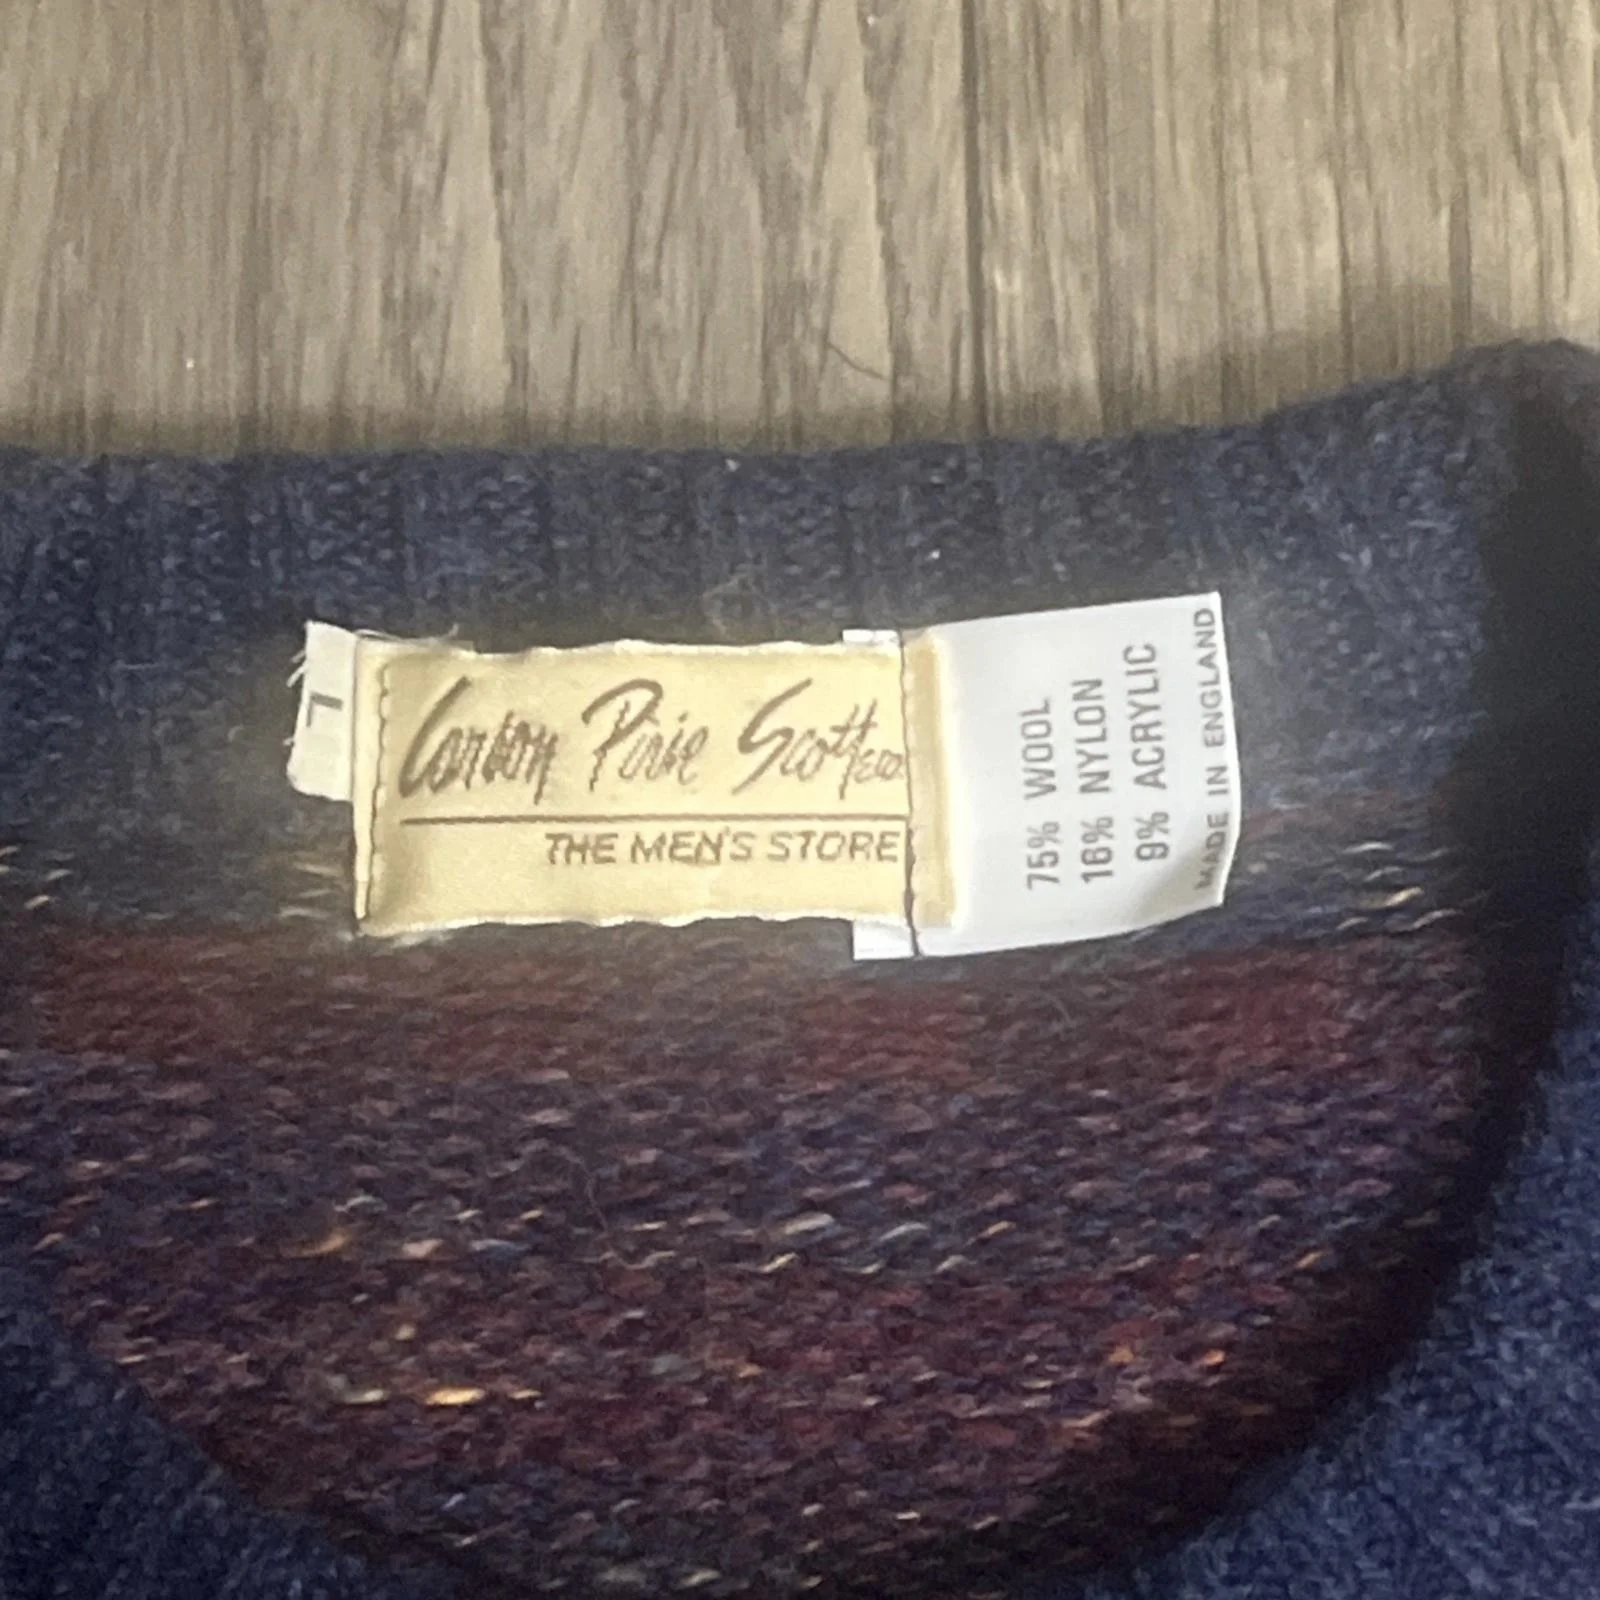 L
Carson Pirie Scott & Co.
THE MEN'S STORE
75% WOOL
16% NYLON
9% ACRYLIC
MADE IN ENGLAND